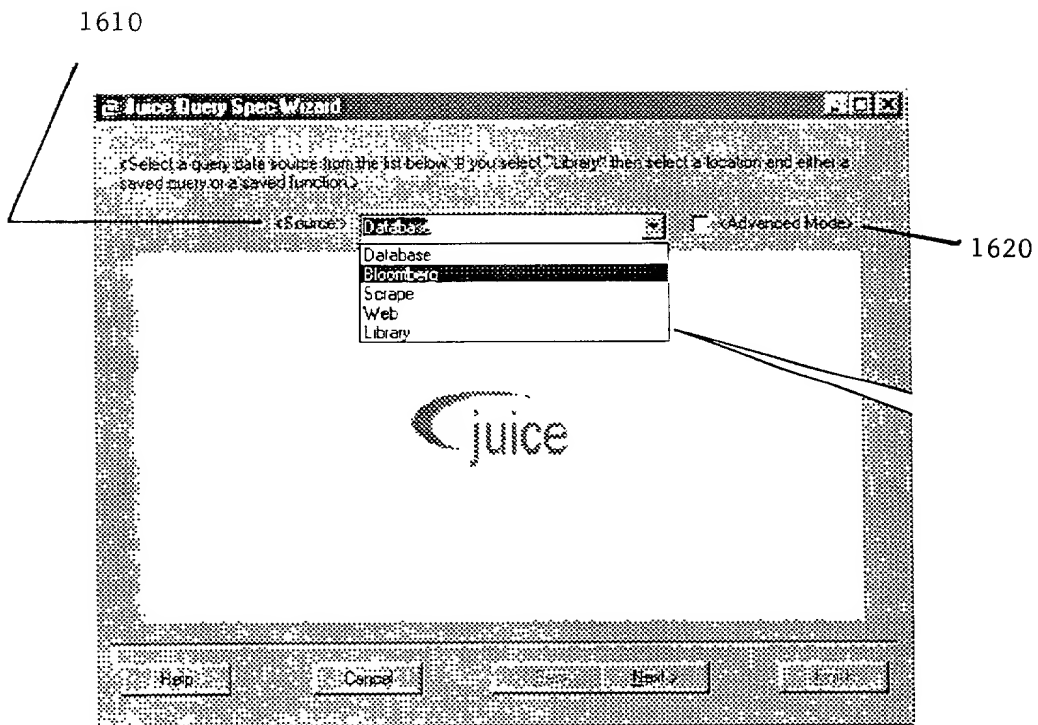 1610
Juice Query Spec Wizard
<Select a query data source from the list below. If you select "Library" then select a location and either a
saved query or a saved function.>
<Source> Database <Advanced Mode>
1620
Database
Bloomberg
Scrape
Web
Library
juice
Help Cancel Next >